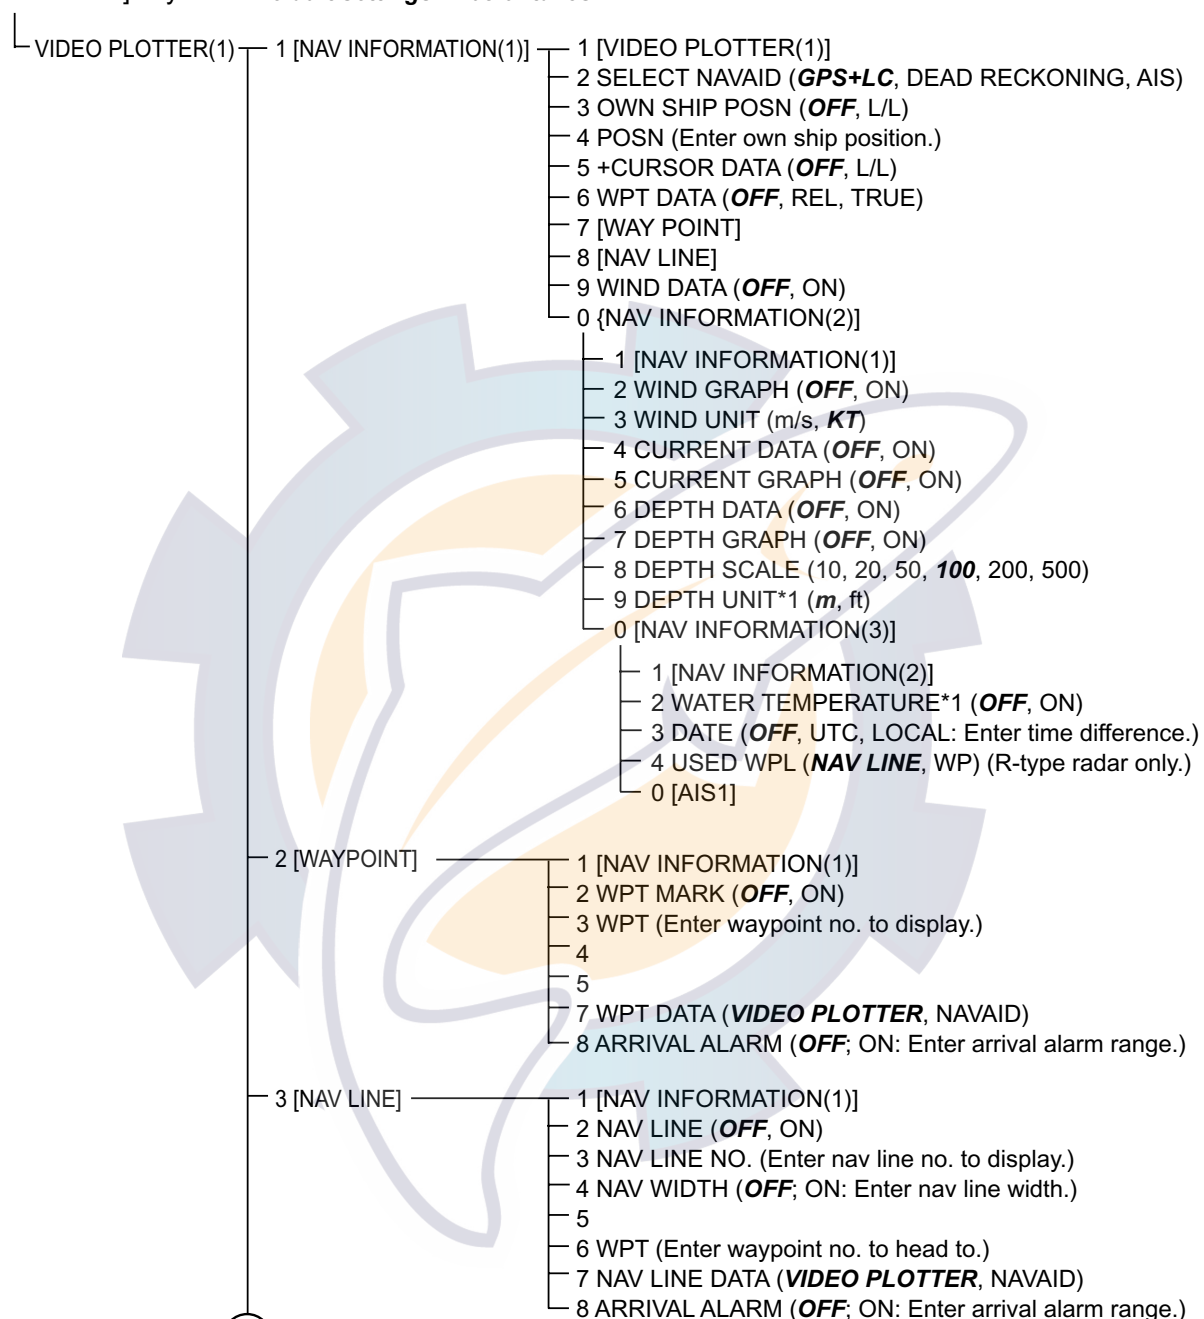 VIDEO PLOTTER(1)
1 [NAV INFORMATION(1)]
1 [VIDEO PLOTTER(1)]
2 SELECT NAVAID (GPS+LC, DEAD RECKONING, AIS)
3 OWN SHIP POSN (OFF, L/L)
4 POSN (Enter own ship position.)
5 +CURSOR DATA (OFF, L/L)
6 WPT DATA (OFF, REL, TRUE)
7 [WAY POINT]
8 [NAV LINE]
9 WIND DATA (OFF, ON)
0 {NAV INFORMATION(2)]
1 [NAV INFORMATION(1)]
2 WIND GRAPH (OFF, ON)
3 WIND UNIT (m/s, KT)
4 CURRENT DATA (OFF, ON)
5 CURRENT GRAPH (OFF, ON)
6 DEPTH DATA (OFF, ON)
7 DEPTH GRAPH (OFF, ON)
8 DEPTH SCALE (10, 20, 50, 100, 200, 500)
9 DEPTH UNIT*1 (m, ft)
0 [NAV INFORMATION(3)]
1 [NAV INFORMATION(2)]
2 WATER TEMPERATURE*1 (OFF, ON)
3 DATE (OFF, UTC, LOCAL: Enter time difference.)
4 USED WPL (NAV LINE, WP) (R-type radar only.)
0 [AIS1]
2 [WAYPOINT]
1 [NAV INFORMATION(1)]
2 WPT MARK (OFF, ON)
3 WPT (Enter waypoint no. to display.)
4
5
7 WPT DATA (VIDEO PLOTTER, NAVAID)
8 ARRIVAL ALARM (OFF; ON: Enter arrival alarm range.)
3 [NAV LINE]
1 [NAV INFORMATION(1)]
2 NAV LINE (OFF, ON)
3 NAV LINE NO. (Enter nav line no. to display.)
4 NAV WIDTH (OFF; ON: Enter nav line width.)
5
6 WPT (Enter waypoint no. to head to.)
7 NAV LINE DATA (VIDEO PLOTTER, NAVAID)
8 ARRIVAL ALARM (OFF; ON: Enter arrival alarm range.)